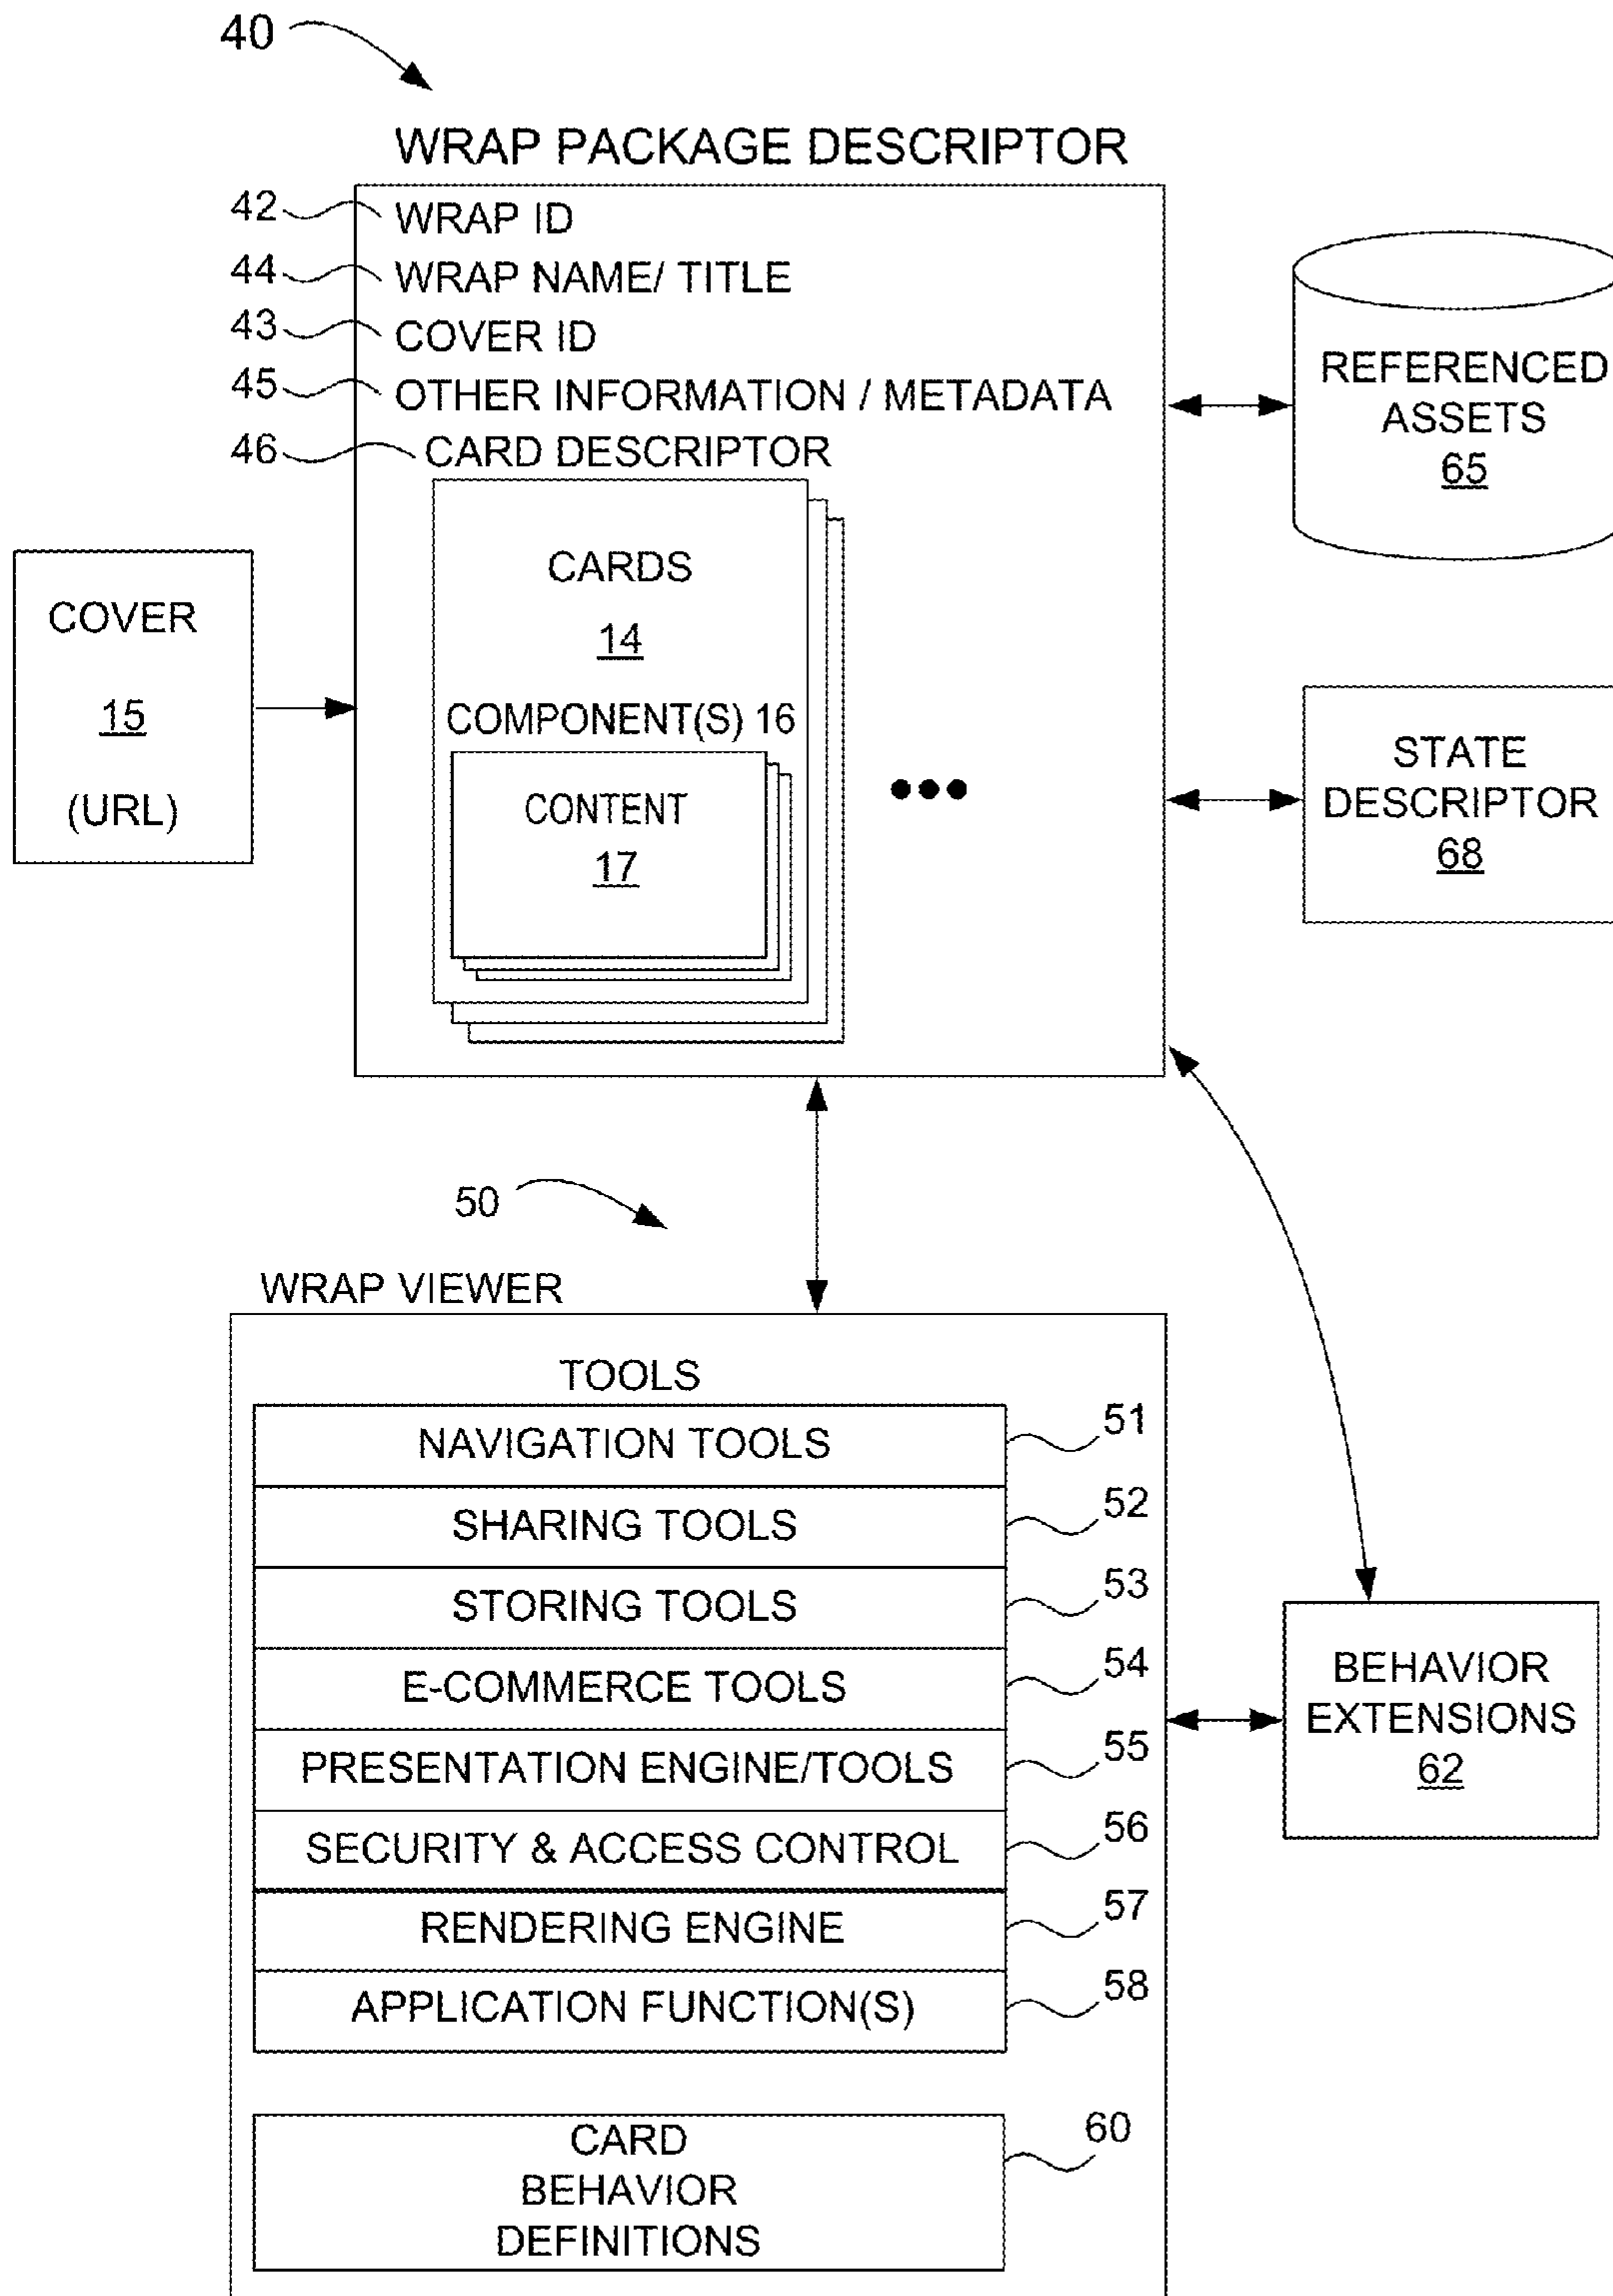 40
WRAP PACKAGE DESCRIPTOR
42 WRAP ID
44 WRAP NAME/ TITLE
43 COVER ID
45 OTHER INFORMATION / METADATA
46 CARD DESCRIPTOR
CARDS
14
COMPONENT(S) 16
CONTENT
17
COVER
15
(URL)
REFERENCED
ASSETS
65
STATE
DESCRIPTOR
68
50
WRAP VIEWER
TOOLS
NAVIGATION TOOLS 51
SHARING TOOLS 52
STORING TOOLS 53
E-COMMERCE TOOLS 54
PRESENTATION ENGINE/TOOLS 55
SECURITY & ACCESS CONTROL 56
RENDERING ENGINE 57
APPLICATION FUNCTION(S) 58
CARD
BEHAVIOR
DEFINITIONS
60
BEHAVIOR
EXTENSIONS
62